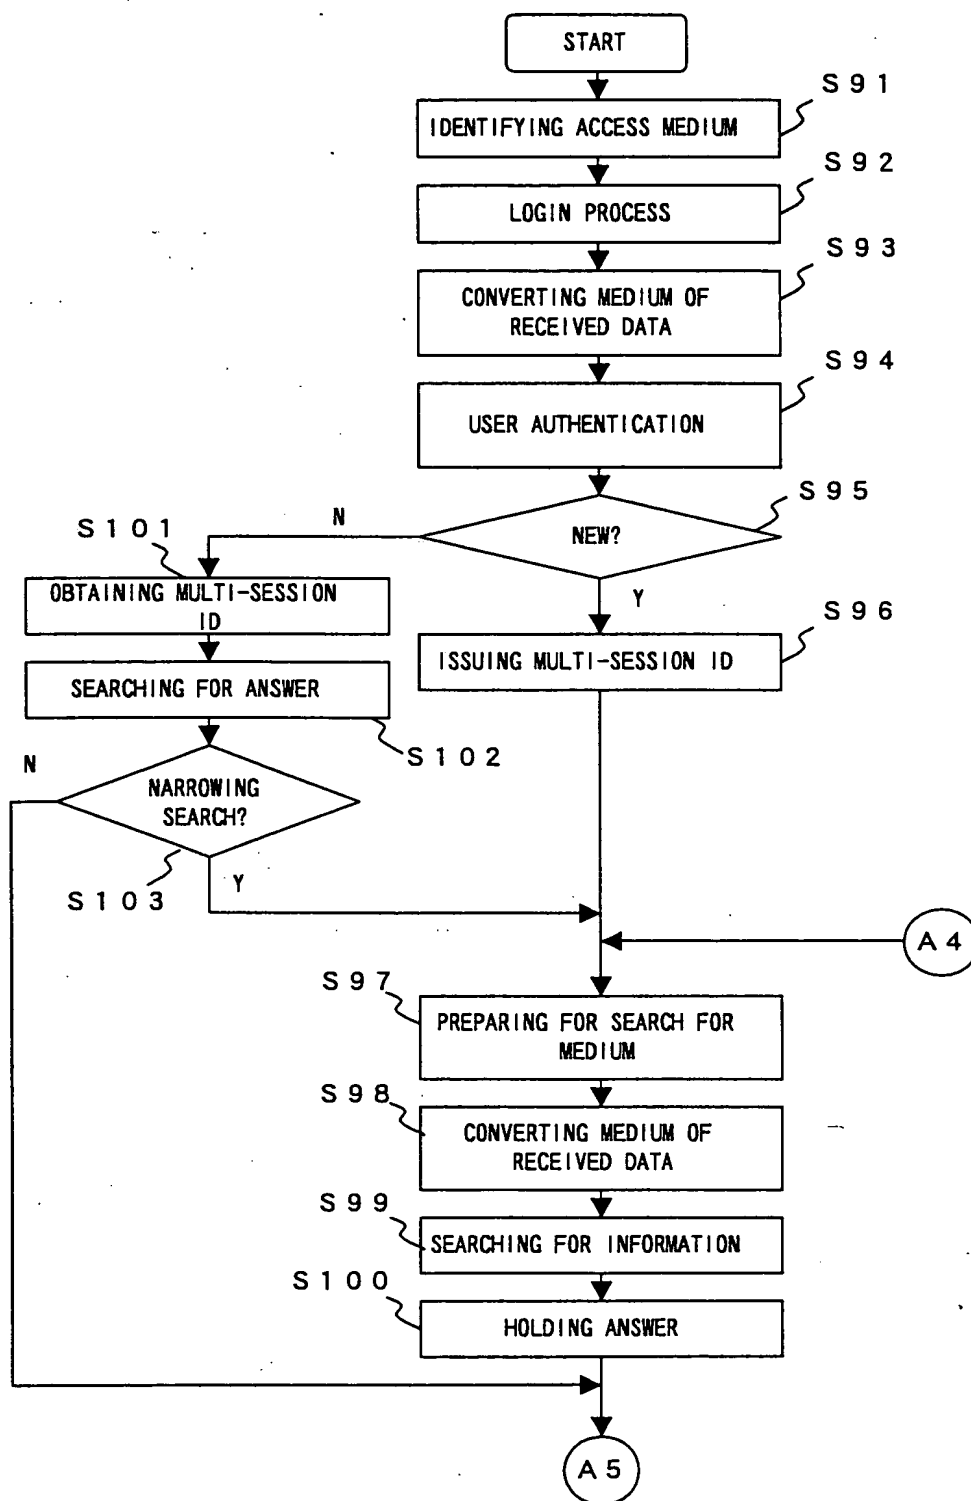 START
S91
IDENTIFYING ACCESS MEDIUM
S92
LOGIN PROCESS
S93
CONVERTING MEDIUM OF
RECEIVED DATA
S94
USER AUTHENTICATION
S95
NEW?
N
Y
S101
OBTAINING MULTI-SESSION
ID
S96
ISSUING MULTI-SESSION ID
SEARCHING FOR ANSWER
S102
N
NARROWING
SEARCH?
S103
Y
A4
S97
PREPARING FOR SEARCH FOR
MEDIUM
S98
CONVERTING MEDIUM OF
RECEIVED DATA
S99
SEARCHING FOR INFORMATION
S100
HOLDING ANSWER
A5